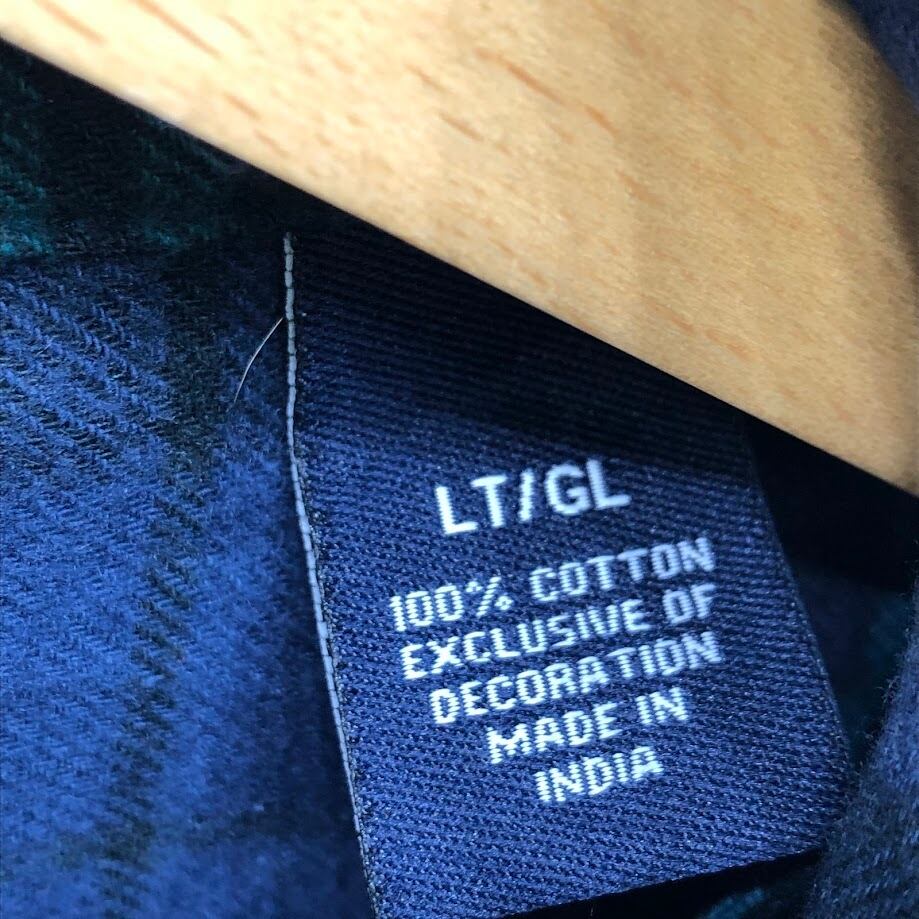 LT/GL
100% COTTON
EXCLUSIVE OF
DECORATION
MADE IN
INDIA